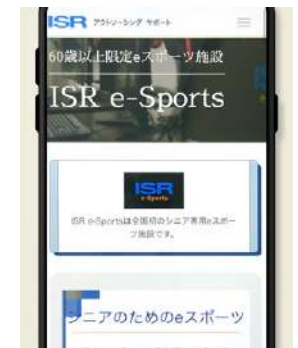 ISR アウトソーシング サポート
60歳以上限定eスポーツ施設
ISR e-Sports
ISR
e-Sports
ISR e-Sportsは全国初のシニア専用eスポー
ツ施設です。
シニアのためのeスポーツ